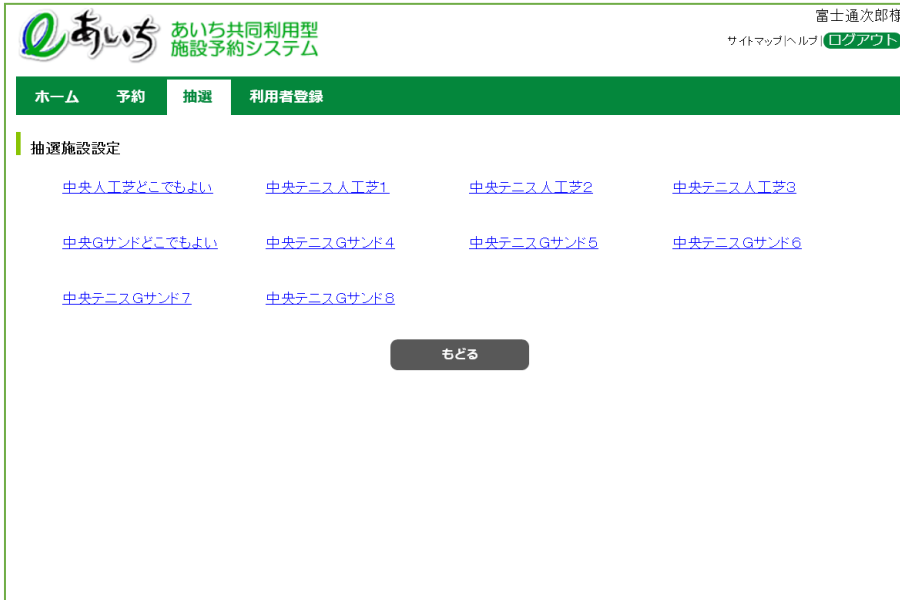 あいち
あいち共同利用型
施設予約システム
富士通次郎様
サイトマップ|ヘルプ|ログアウト
ホーム 予約 抽選 利用者登録
抽選施設設定
中央人工芝どこでもよい 中央テニス人工芝1 中央テニス人工芝2 中央テニス人工芝3
中央Gサンドどこでもよい 中央テニスGサンド4 中央テニスGサンド5 中央テニスGサンド6
中央テニスGサンド7 中央テニスGサンド8
もどる